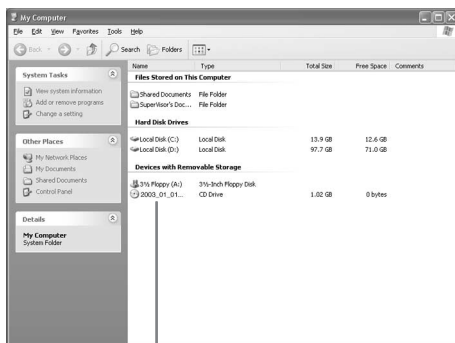 My Computer
File Edit View Favorites Tools Help
Back Search Folders
System Tasks
View system information
Add or remove programs
Change a setting
Other Places
My Network Places
My Documents
Shared Documents
Control Panel
Details
My Computer
System Folder
Name Type Total Size Free Space Comments
Files Stored on This Computer
Shared Documents File Folder
SuperVisor's Doc... File Folder
Hard Disk Drives
Local Disk (C:) Local Disk 13.9 GB 12.6 GB
Local Disk (D:) Local Disk 97.7 GB 71.0 GB
Devices with Removable Storage
3½ Floppy (A:) 3½-Inch Floppy Disk
2003_01_01... CD Drive 1.02 GB 0 bytes